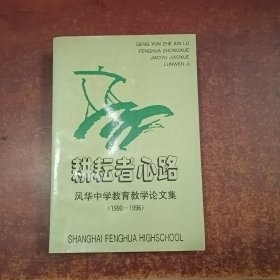 GENG YUN ZHE XIN LU
FENGHUA ZHONGXUE
JIAOYU JIAOXUE
LUNWEN JI
耕耘者心路
风华中学教育教学论文集
（1990－1996）
SHANGHAI FENGHUA HIGHSCHOOL